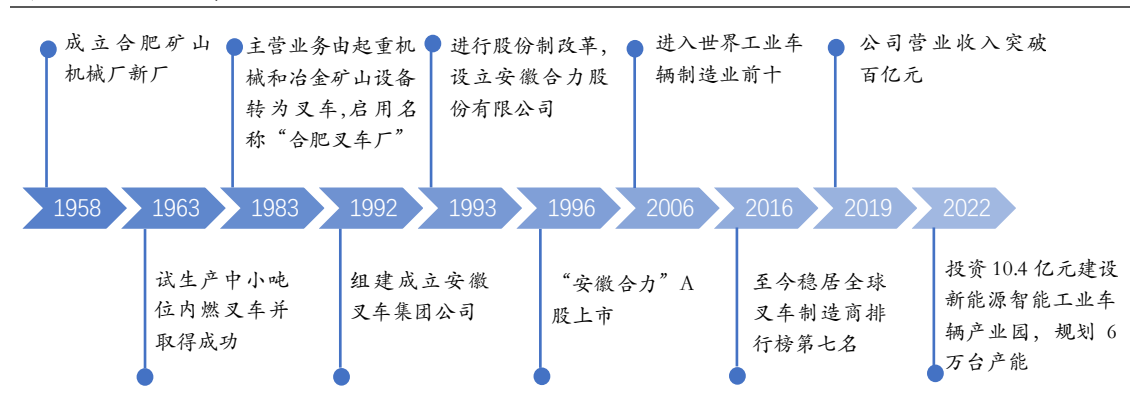 成立合肥矿山
机械厂新厂
主营业务由起重机
械和冶金矿山设备
转为叉车,启用名
称“合肥叉车厂”
进行股份制改革，
设立安徽合力股
份有限公司
进入世界工业车
辆制造业前十
公司营业收入突破
百亿元
1958
1963
1983
1992
1993
1996
2006
2016
2019
2022
试生产中小吨
位内燃叉车并
取得成功
组建成立安徽
叉车集团公司
“安徽合力”A
股上市
至今稳居全球
叉车制造商排
行榜第七名
投资 10.4 亿元建设
新能源智能工业车
辆产业园，规划 6
万台产能